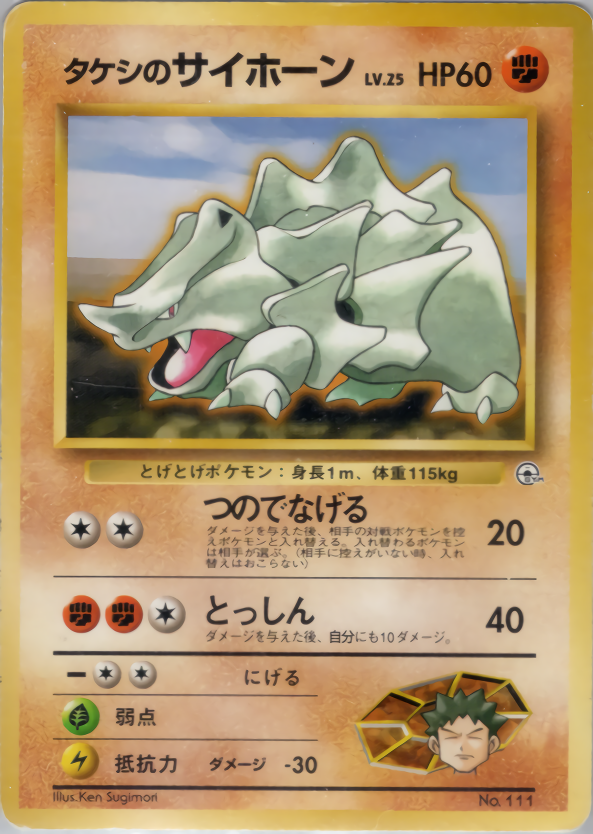 タケシのサイホーン LV.25 HP60
とげとげポケモン：身長1m、体重115kg
つのでなげる 20
ダメージを与えた後、相手の対戦ポケモンを控
えポケモンと入れ替える。入れ替わるポケモン
は相手が選ぶ。（相手に控えがいない時、入れ
替えはおこらない）
とっしん 40
ダメージを与えた後、自分にも10ダメージ。
にげる
弱点
抵抗力 ダメージ -30
Illus.Ken Sugimori No. 111